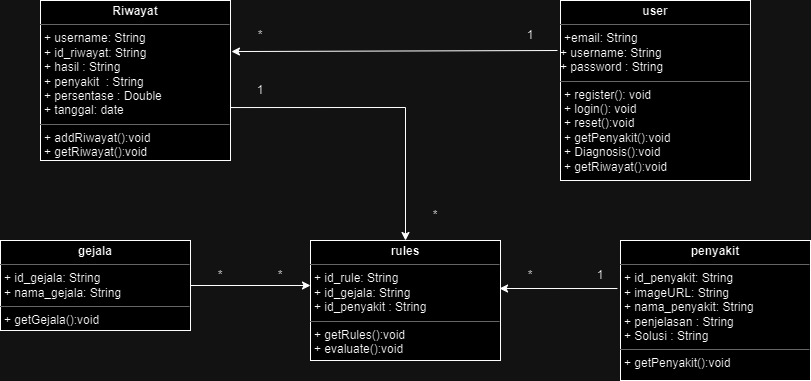 Riwayat
+ username: String
+ id_riwayat: String
+ hasil : String
+ penyakit : String
+ persentase : Double
+ tanggal: date
+ addRiwayat():void
+ getRiwayat():void
* 1
user
+email: String
+ username: String
+ password : String
+ register(): void
+ login(): void
+ reset():void
+ getPenyakit():void
+ Diagnosis():void
+ getRiwayat():void
1
*
gejala
+ id_gejala: String
+ nama_gejala: String
+ getGejala():void
* *
rules
+ id_rule: String
+ id_gejala: String
+ id_penyakit : String
+ getRules():void
+ evaluate():void
* 1
penyakit
+ id_penyakit: String
+ imageURL: String
+ nama_penyakit: String
+ penjelasan : String
+ Solusi : String
+ getPenyakit():void